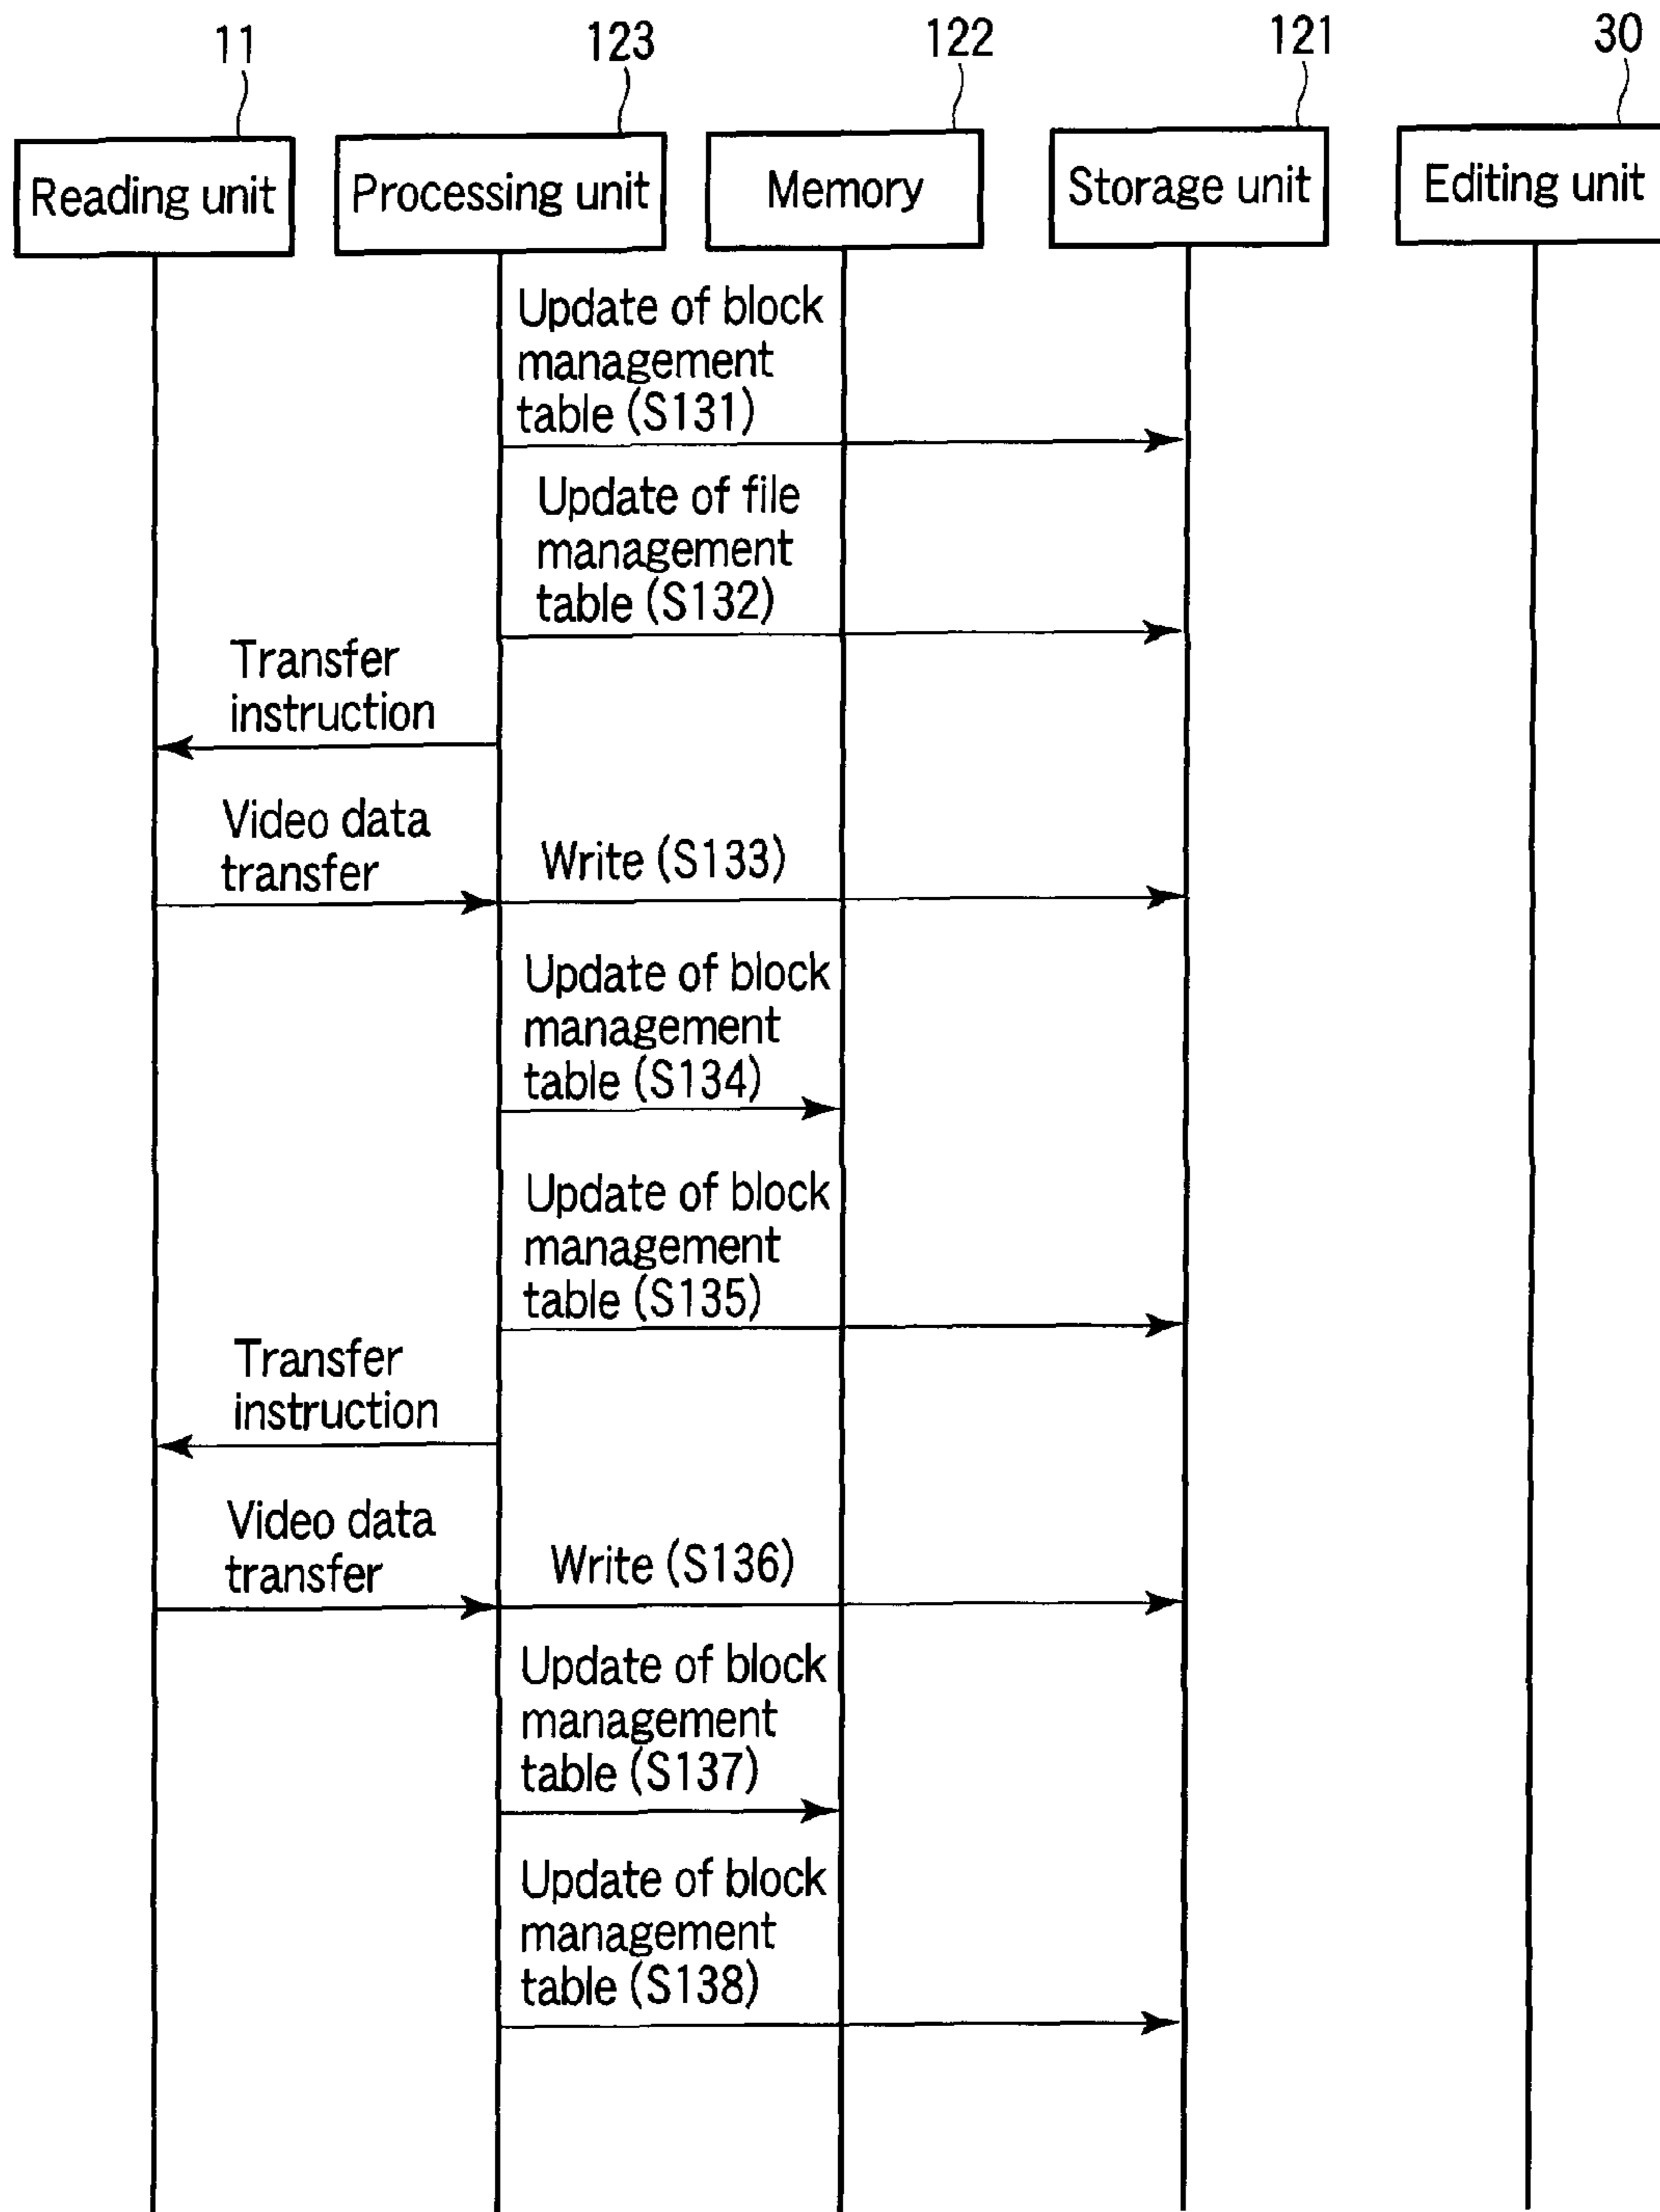 11
123
122
121
30
Reading unit
Processing unit
Memory
Storage unit
Editing unit
Update of block
management
table (S131)
Update of file
management
table (S132)
Transfer
instruction
Video data
transfer
Write (S133)
Update of block
management
table (S134)
Update of block
management
table (S135)
Transfer
instruction
Video data
transfer
Write (S136)
Update of block
management
table (S137)
Update of block
management
table (S138)